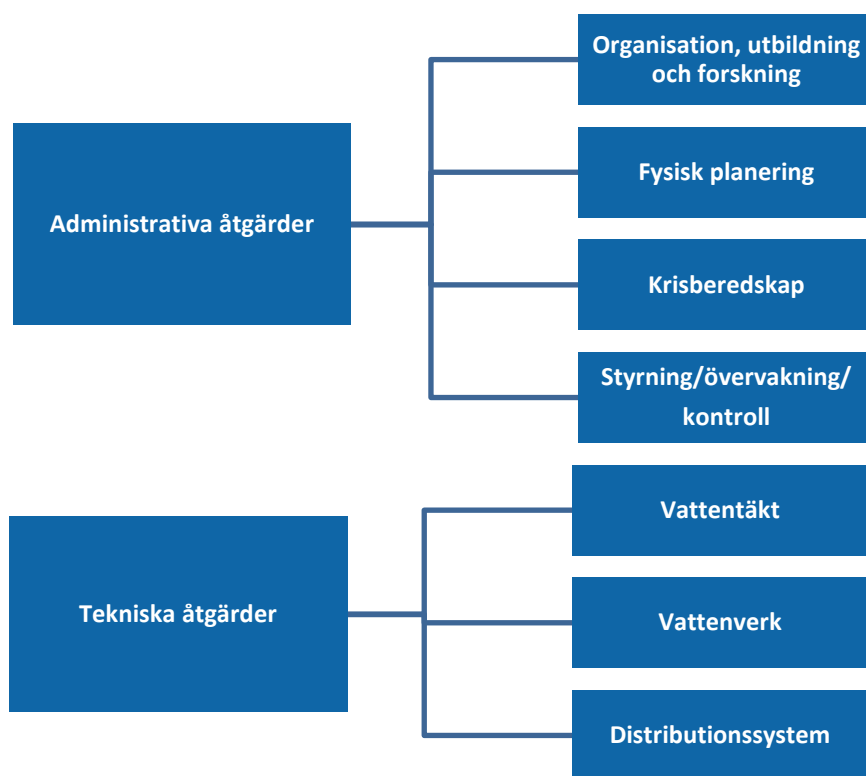 Administrativa åtgärder
Organisation, utbildning
och forskning
Fysisk planering
Krisberedskap
Styrning/övervakning/
kontroll
Tekniska åtgärder
Vattentäkt
Vattenverk
Distributionssystem